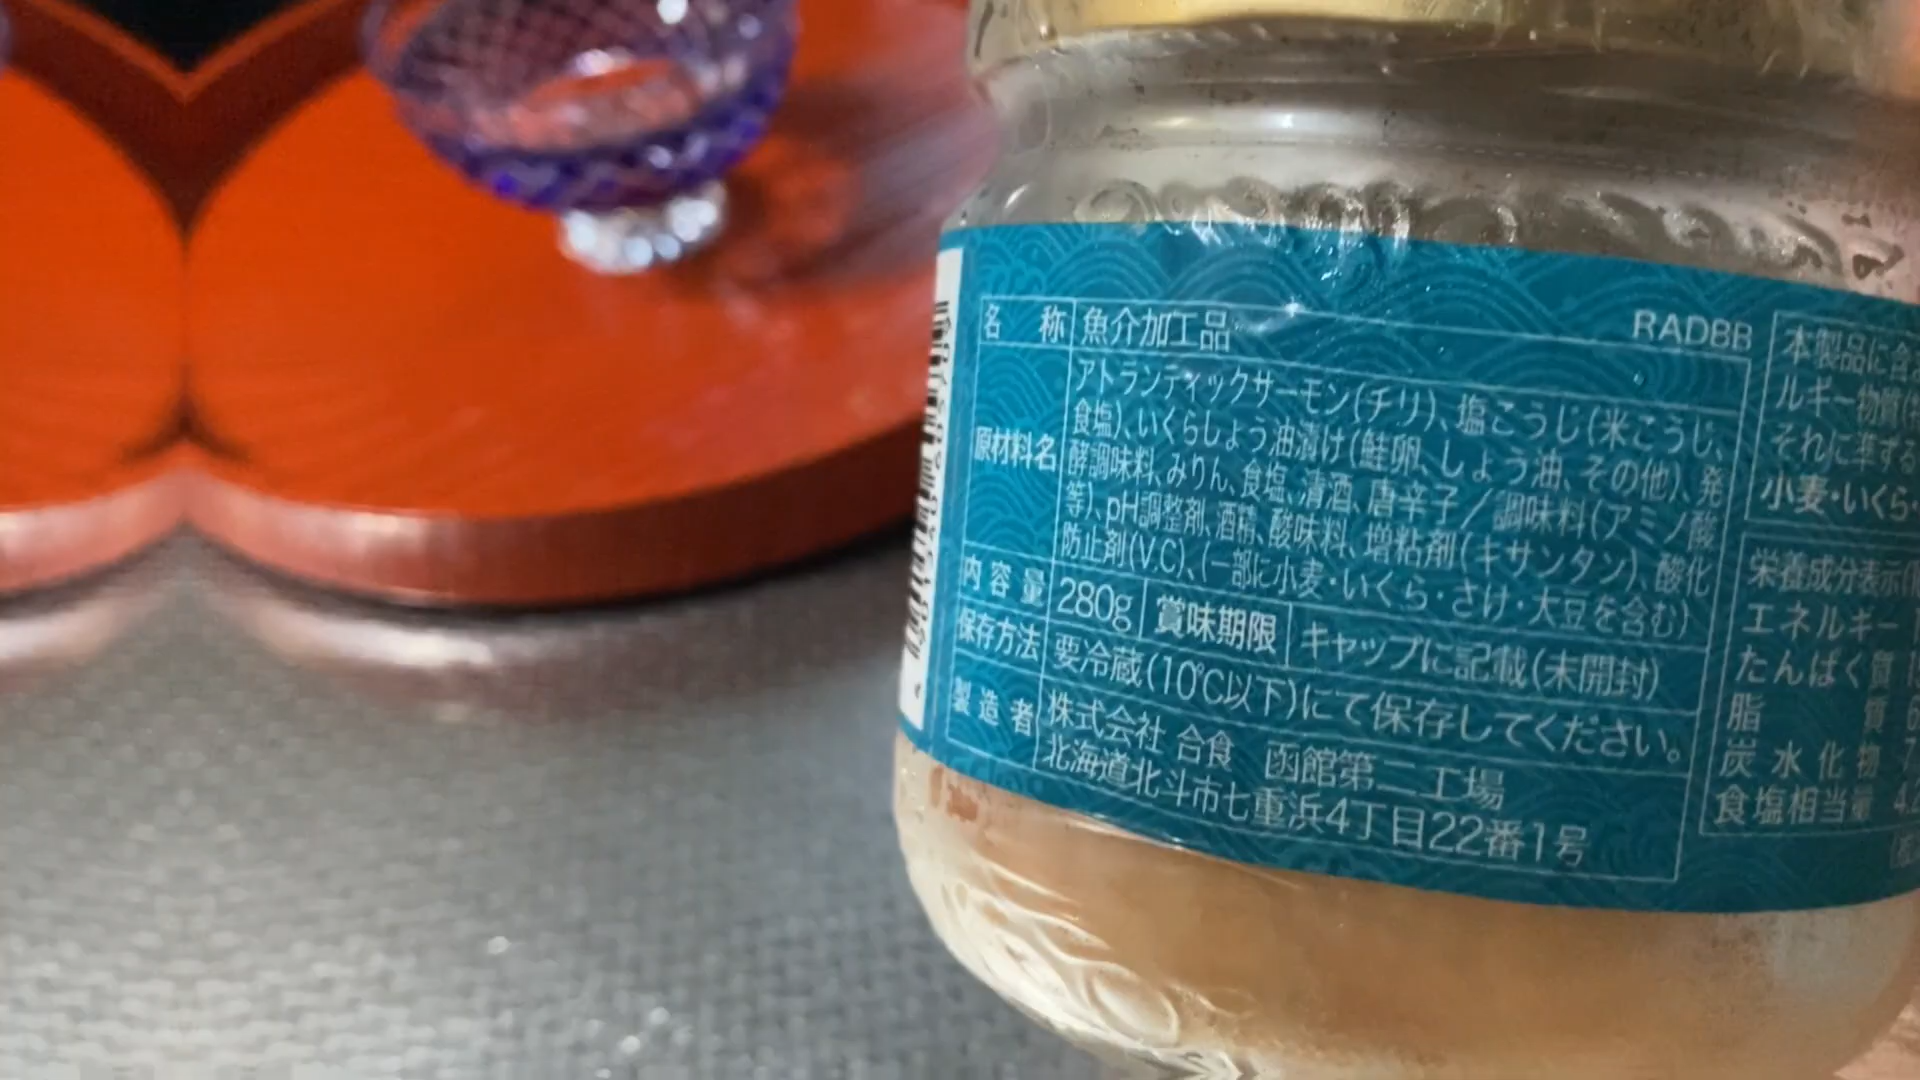 名 称 魚介加工品 RADBB
原材料名 アトランティックサーモン(チリ)、塩こうじ(米こうじ、
食塩)、いくらしょう油漬け(鮭卵、しょう油、その他)、発
酵調味料、みりん、食塩、清酒、唐辛子/調味料(アミノ酸
等)、pH調整剤、酒精、酸味料、増粘剤(キサンタン)、酸化
防止剤(V.C)、(一部に小麦・いくら・さけ・大豆を含む)
内容量 280g 賞味期限 キャップに記載(未開封)
保存方法 要冷蔵(10℃以下)にて保存してください。
製造者 株式会社 合食 函館第二工場
北海道北斗市七重浜4丁目22番1号
本製品に含
ルギー物質
それに準する
小麦・いくら・
栄養成分表示
エネルギー
たんぱく質
脂質
炭水化物
食塩相当量